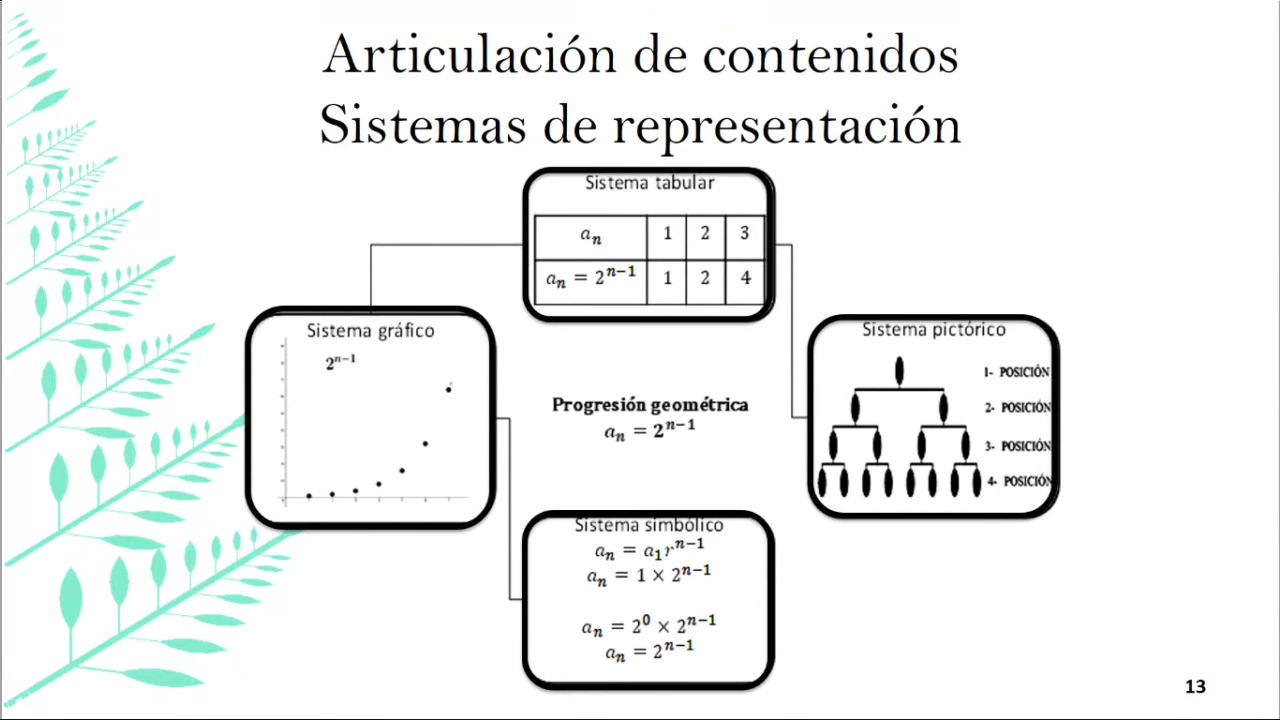 Articulación de contenidos
Sistemas de representación
Sistema tabular
aₙ 1 2 3
aₙ = 2ⁿ⁻¹ 1 2 4
Sistema gráfico
2ⁿ⁻¹
Progresión geométrica
aₙ = 2ⁿ⁻¹
Sistema pictórico
1- POSICIÓN
2- POSICIÓN
3- POSICIÓN
4- POSICIÓN
Sistema simbólico
aₙ = a₁rⁿ⁻¹
aₙ = 1 × 2ⁿ⁻¹
aₙ = 2⁰ × 2ⁿ⁻¹
aₙ = 2ⁿ⁻¹
13